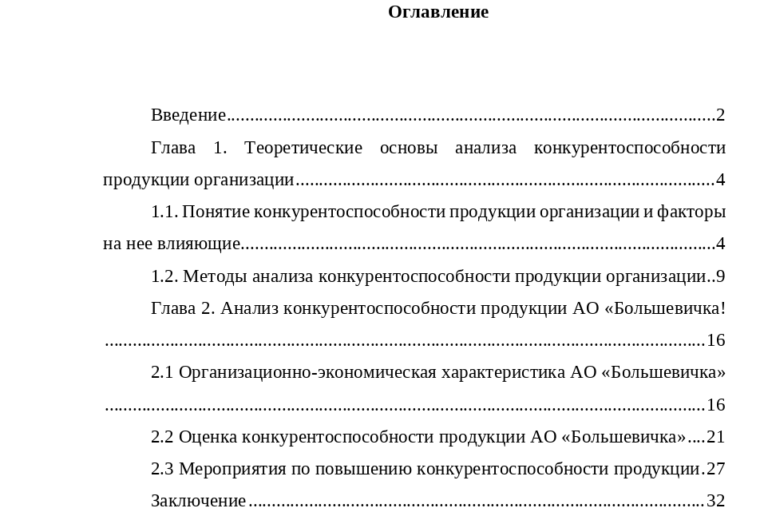 Оглавление
Введение.........................................................................................................2
Глава 1. Теоретические основы анализа конкурентоспособности
продукции организации..........................................................................................4
1.1. Понятие конкурентоспособности продукции организации и факторы
на нее влияющие......................................................................................................4
1.2. Методы анализа конкурентоспособности продукции организации..9
Глава 2. Анализ конкурентоспособности продукции АО «Большевичка!
.................................................................................................................................16
2.1 Организационно-экономическая характеристика АО «Большевичка»
.................................................................................................................................16
2.2 Оценка конкурентоспособности продукции АО «Большевичка»....21
2.3 Мероприятия по повышению конкурентоспособности продукции.27
Заключение..................................................................................................32